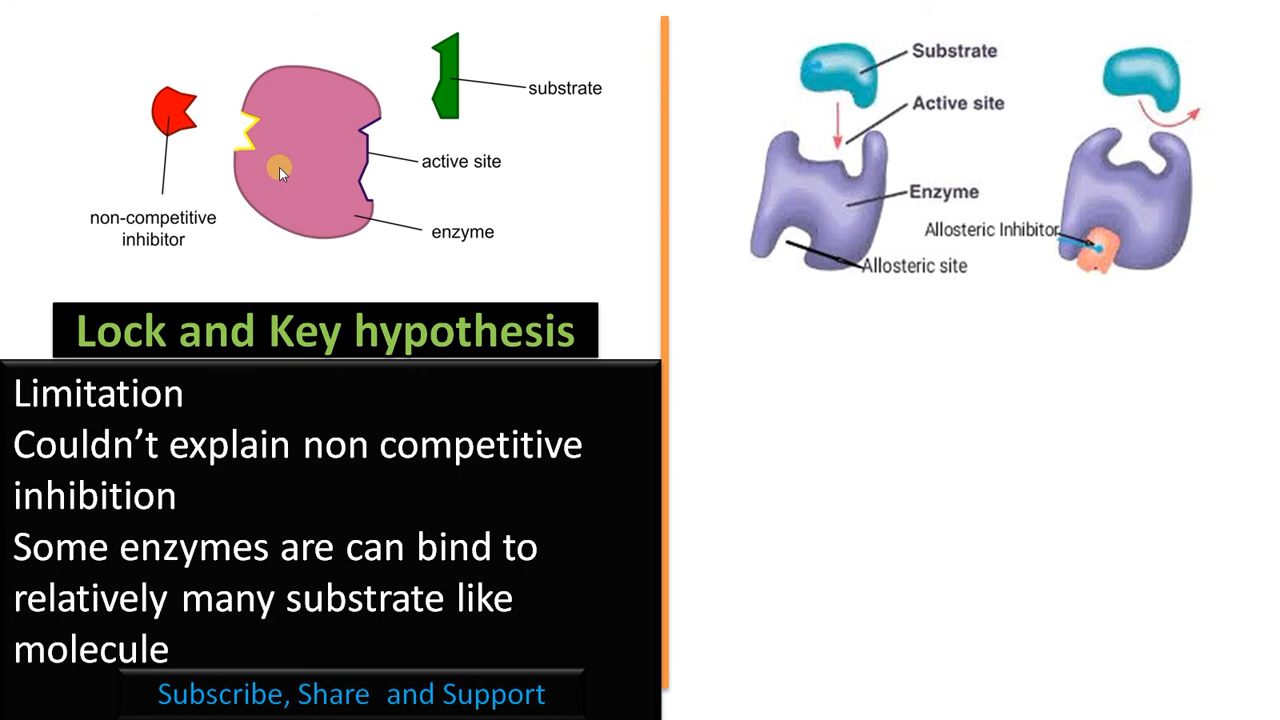 substrate
active site
enzyme
non-competitive
inhibitor
Lock and Key hypothesis
Limitation
Couldn't explain non competitive
inhibition
Some enzymes are can bind to
relatively many substrate like
molecule
Subscribe, Share and Support
Substrate
Active site
Enzyme
Allosteric Inhibitor
Allosteric site